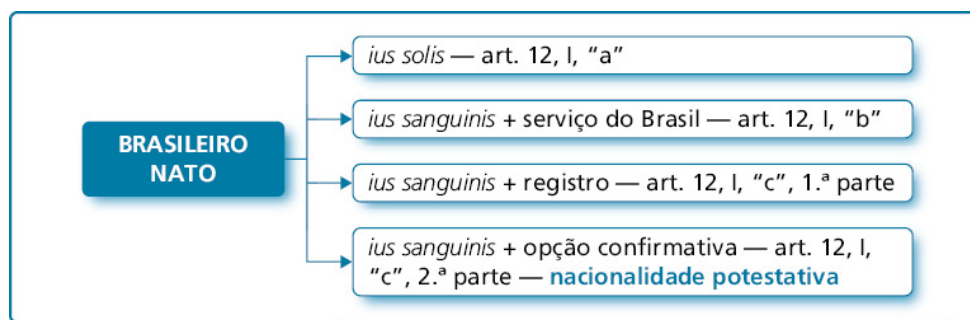 BRASILEIRO
NATO
ius solis — art. 12, I, “a”
ius sanguinis + serviço do Brasil — art. 12, I, “b”
ius sanguinis + registro — art. 12, I, “c”, 1.ª parte
ius sanguinis + opção confirmativa — art. 12, I,
“c”, 2.ª parte — nacionalidade potestativa